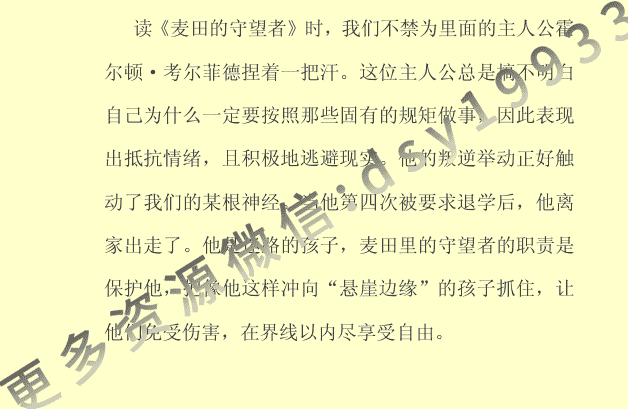 读《麦田的守望者》时，我们不禁为里面的主人公霍
尔顿·考尔菲德捏着一把汗。这位主人公总是搞不明白
自己为什么一定要按照那些固有的规矩做事，因此表现
出抵抗情绪，且积极地逃避现实。他的叛逆举动正好触
动了我们的某根神经。当他第四次被要求退学后，他离
家出走了。他是迷路的孩子，麦田里的守望者的职责是
保护他，把像他这样冲向“悬崖边缘”的孩子抓住，让
他们免受伤害，在界线以内尽享受自由。
更多资源微信:dsy19933